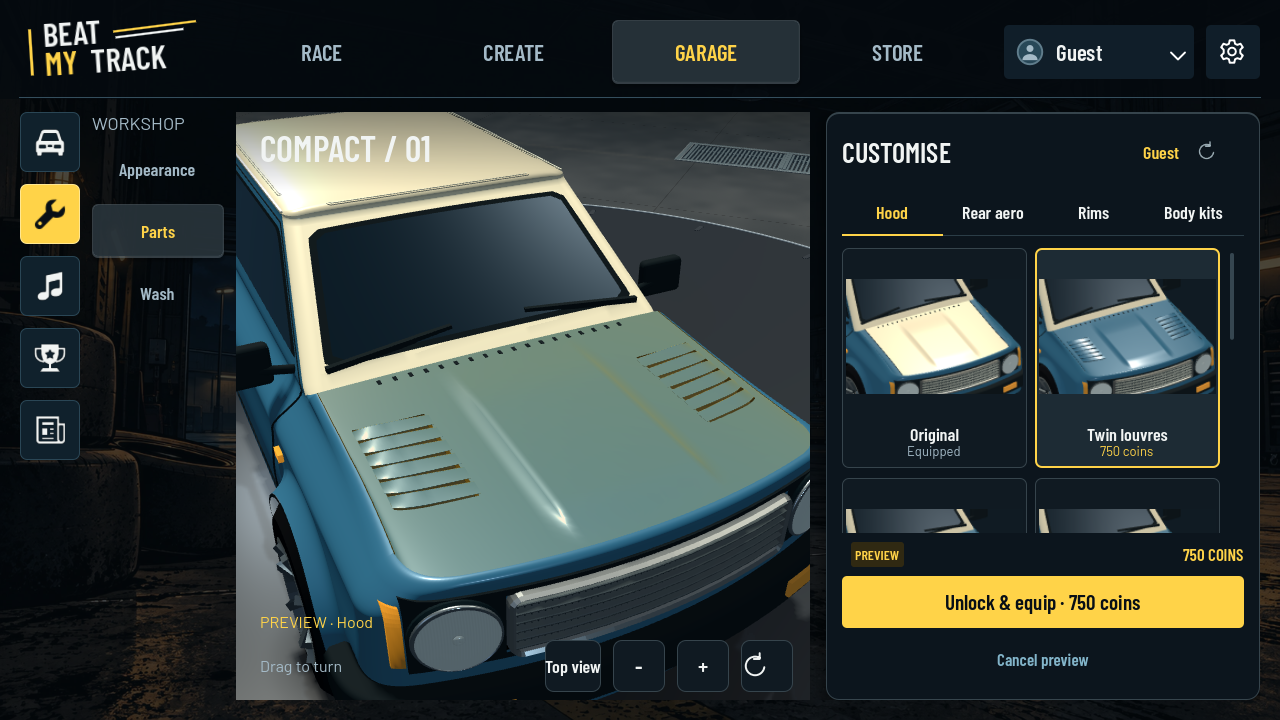 BEAT
MY TRACK
RACE
CREATE
GARAGE
STORE
Guest
WORKSHOP
Appearance
Parts
Wash
COMPACT / 01
PREVIEW · Hood
Drag to turn
Top view
-
+
CUSTOMISE
Guest
Hood
Rear aero
Rims
Body kits
Original
Equipped
Twin louvres
750 coins
PREVIEW
750 COINS
Unlock & equip · 750 coins
Cancel preview